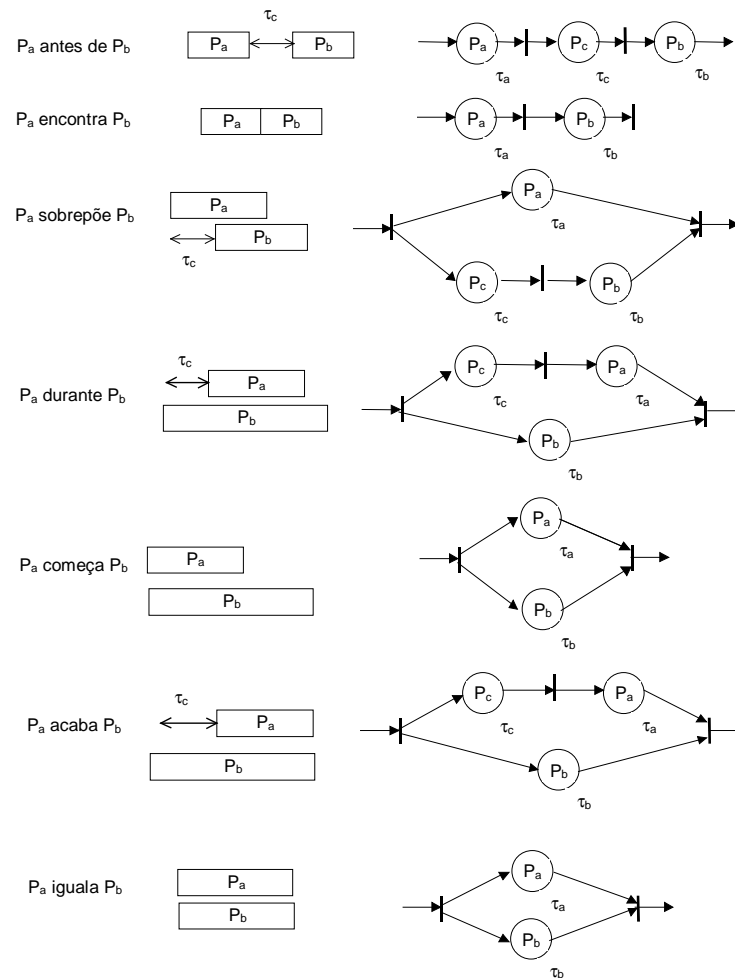 τc
Pa antes de Pb
Pa
Pb
Pa
Pc
Pb
τa
τc
τb
Pa encontra Pb
Pa
Pb
Pa
Pb
τa
τb
Pa sobrepõe Pb
Pa
Pb
τc
Pa
τa
Pc
Pb
τc
τb
Pa durante Pb
τc
Pa
Pb
Pc
Pa
τc
τa
Pb
τb
Pa começa Pb
Pa
Pb
Pa
τa
Pb
τb
Pa acaba Pb
τc
Pa
Pb
Pc
Pa
τc
τa
Pb
τb
Pa iguala Pb
Pa
Pb
Pa
τa
Pb
τb